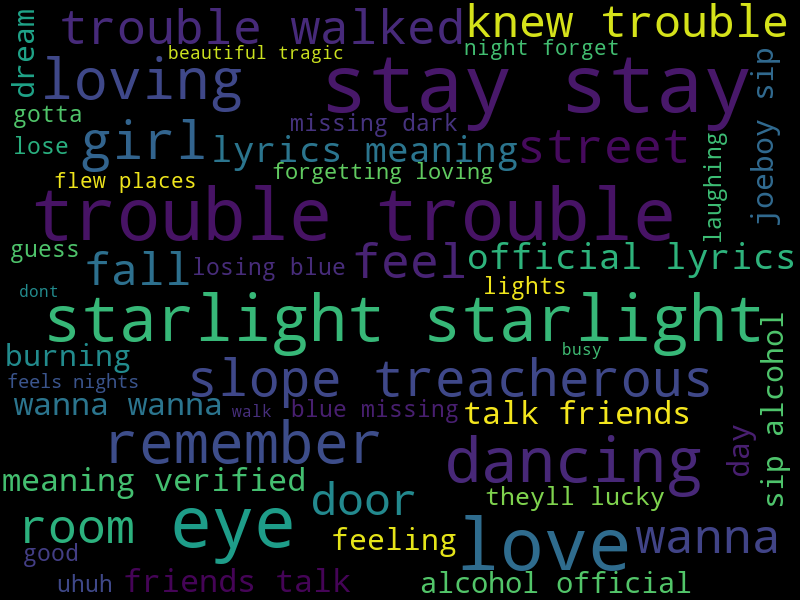 dream
trouble walked
knew trouble
beautiful tragic
night forget
loving
stay stay
joeboy sip
gotta
missing dark
girl
lyrics meaning
street
laughing
lose
forgetting loving
flew places
trouble trouble
guess
fall
losing blue
feel
official lyrics
dont
lights
starlight starlight
burning
busy
feels nights
slope treacherous
sip alcohol
wanna wanna
walk
blue missing
talk friends
remember
dancing
day
meaning verified
door
theyll lucky
room
eye
feeling
love
wanna
good
uhuh
friends talk
alcohol official